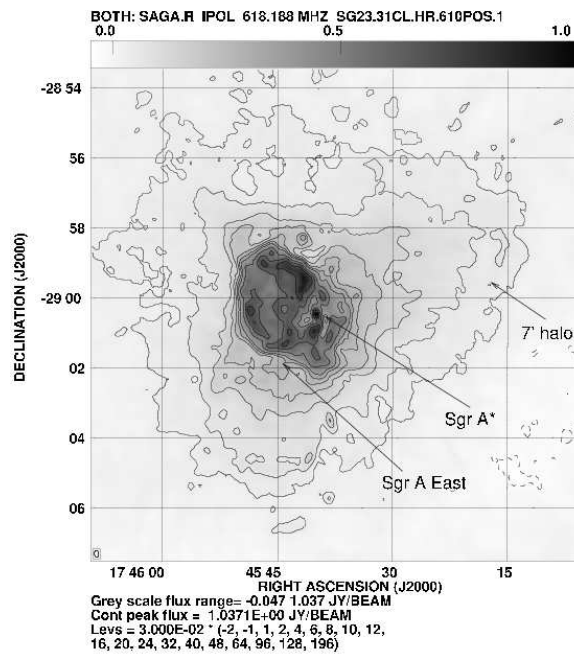 BOTH: SAGA.R IPOL 618.188 MHZ SG23.31CL.HR.610POS.1
0.0 0.5 1.0
-28 54
56
58
-29 00
02
04
06
DECLINATION (J2000)
7' halo
Sgr A*
Sgr A East
17 46 00 45 45 30 15
RIGHT ASCENSION (J2000)
Grey scale flux range= -0.047 1.037 JY/BEAM
Cont peak flux = 1.0371E+00 JY/BEAM
Levs = 3.000E-02 * (-2, -1, 1, 2, 4, 6, 8, 10, 12,
16, 20, 24, 32, 40, 48, 64, 96, 128, 196)